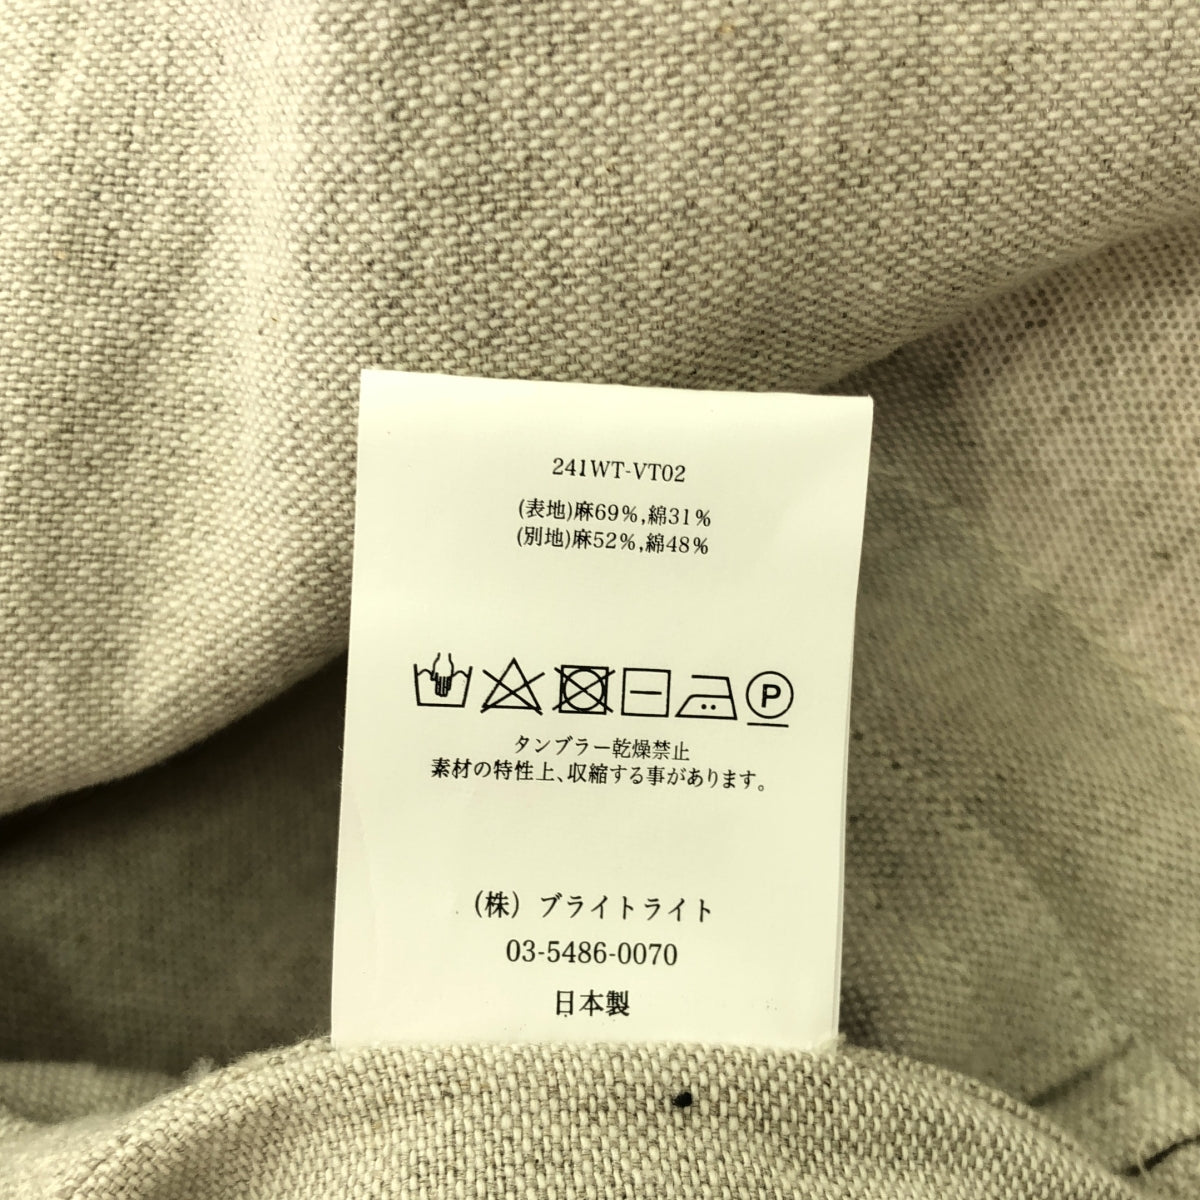 241WT-VT02
(表地)麻69%,綿31%
(別地)麻52%,綿48%
P
タンブラー乾燥禁止
素材の特性上、収縮する事があります。
(株) ブライトライト
03-5486-0070
日本製